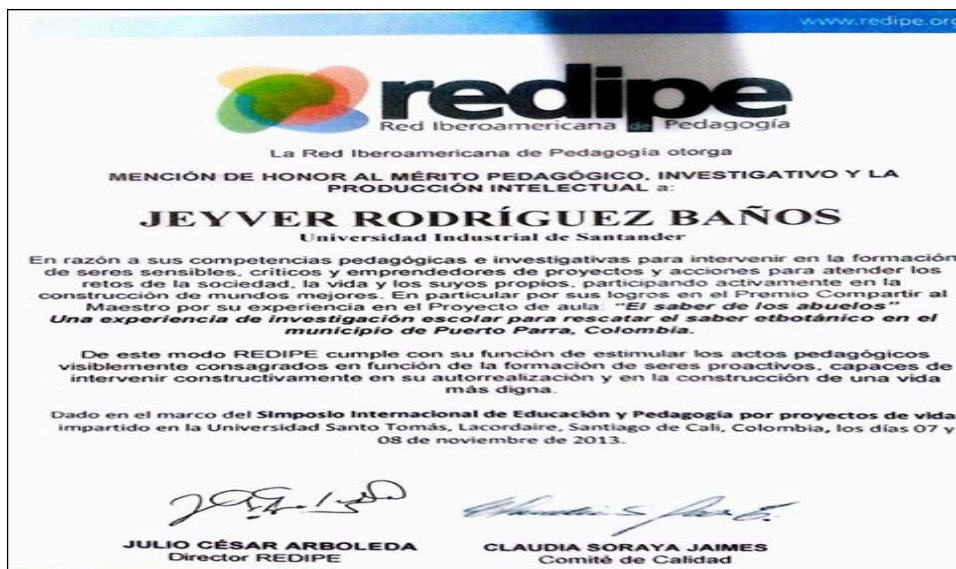 www.redipe.org
redipe
Red Iberoamericana de Pedagogía
La Red Iberoamericana de Pedagogía otorga
MENCIÓN DE HONOR AL MÉRITO PEDAGÓGICO, INVESTIGATIVO Y LA
PRODUCCIÓN INTELECTUAL a:
JEYVER RODRÍGUEZ BAÑOS
Universidad Industrial de Santander
En razón a sus competencias pedagógicas e investigativas para intervenir en la formación
de seres sensibles, críticos y emprendedores de proyectos y acciones para atender los
retos de la sociedad, la vida y los suyos propios, participando activamente en la
construcción de mundos mejores. En particular por sus logros en el Premio Compartir al
Maestro por su experiencia en el Proyecto de aula: "El saber de los abuelos"
Una experiencia de investigación escolar para rescatar el saber etbotánico en el
municipio de Puerto Parra, Colombia.
De este modo REDIPE cumple con su función de estimular los actos pedagógicos
visiblemente consagrados en función de la formación de seres proactivos, capaces de
intervenir constructivamente en su autorrealización y en la construcción de una vida
más digna.
Dado en el marco del Simposio Internacional de Educación y Pedagogía por proyectos de vida
impartido en la Universidad Santo Tomás, Lacordaire, Santiago de Cali, Colombia, los días 07 y
08 de noviembre de 2013.
JULIO CÉSAR ARBOLEDA
Director REDIPE
CLAUDIA SORAYA JAIMES
Comité de Calidad